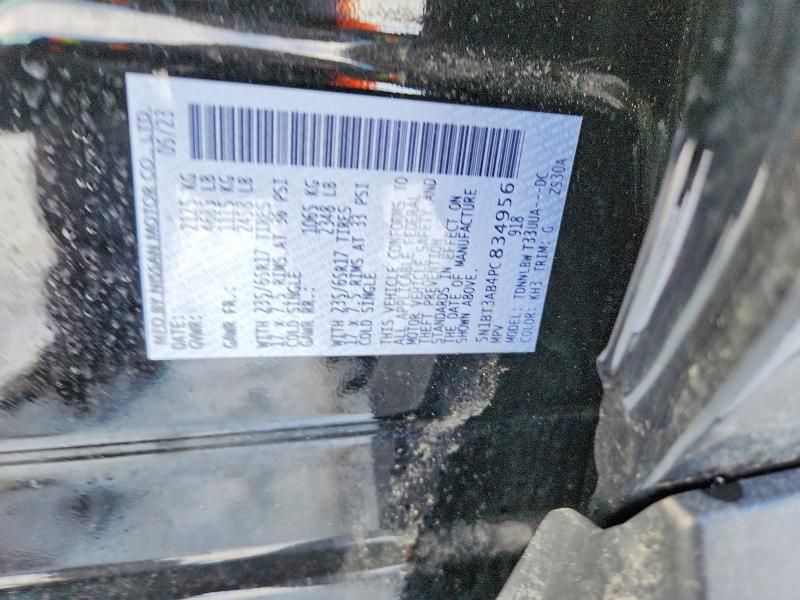 MFD BY NISSAN MOTOR CO., LTD.
DATE: 05/23
GVWR: 2125 KG
4684 LB
GWR FR.: 1115 KG
2458 LB
WITH 235/65R17 TIRES
17 X 7.5 RIMS AT 36 PSI
COLD SINGLE
GWR RR.: 1065 KG
2348 LB
WITH 235/65R17 TIRES
17 X 7.5 RIMS AT 33 PSI
COLD SINGLE
THIS VEHICLE CONFORMS TO
ALL APPLICABLE FEDERAL
MOTOR VEHICLE SAFETY AND
THEFT PREVENTION
STANDARDS IN EFFECT ON
THE DATE OF MANUFACTURE
SHOWN ABOVE.
5N1BT3AB4PC834956
MPV 918
MODEL: TDNNLBW T33UUA---DC
COLOR: KH3 TRIM: G ZS30A